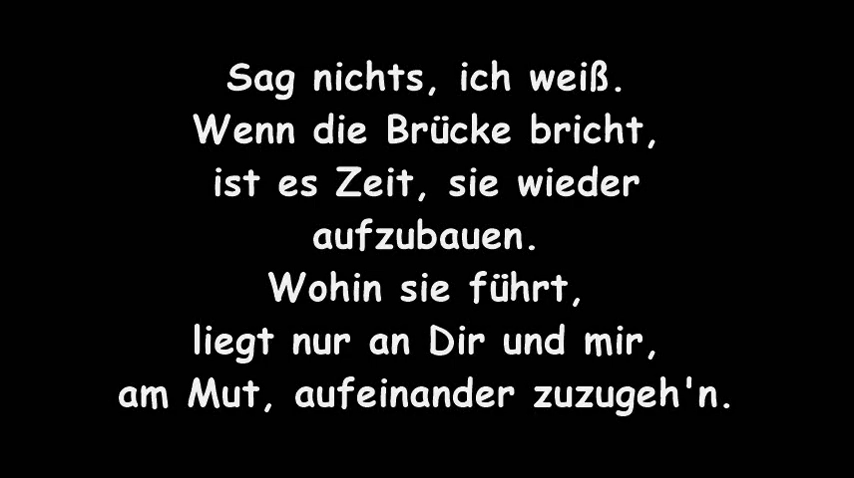 Sag nichts, ich weiß.
Wenn die Brücke bricht,
ist es Zeit, sie wieder
aufzubauen.
Wohin sie führt,
liegt nur an Dir und mir,
am Mut, aufeinander zuzugeh'n.